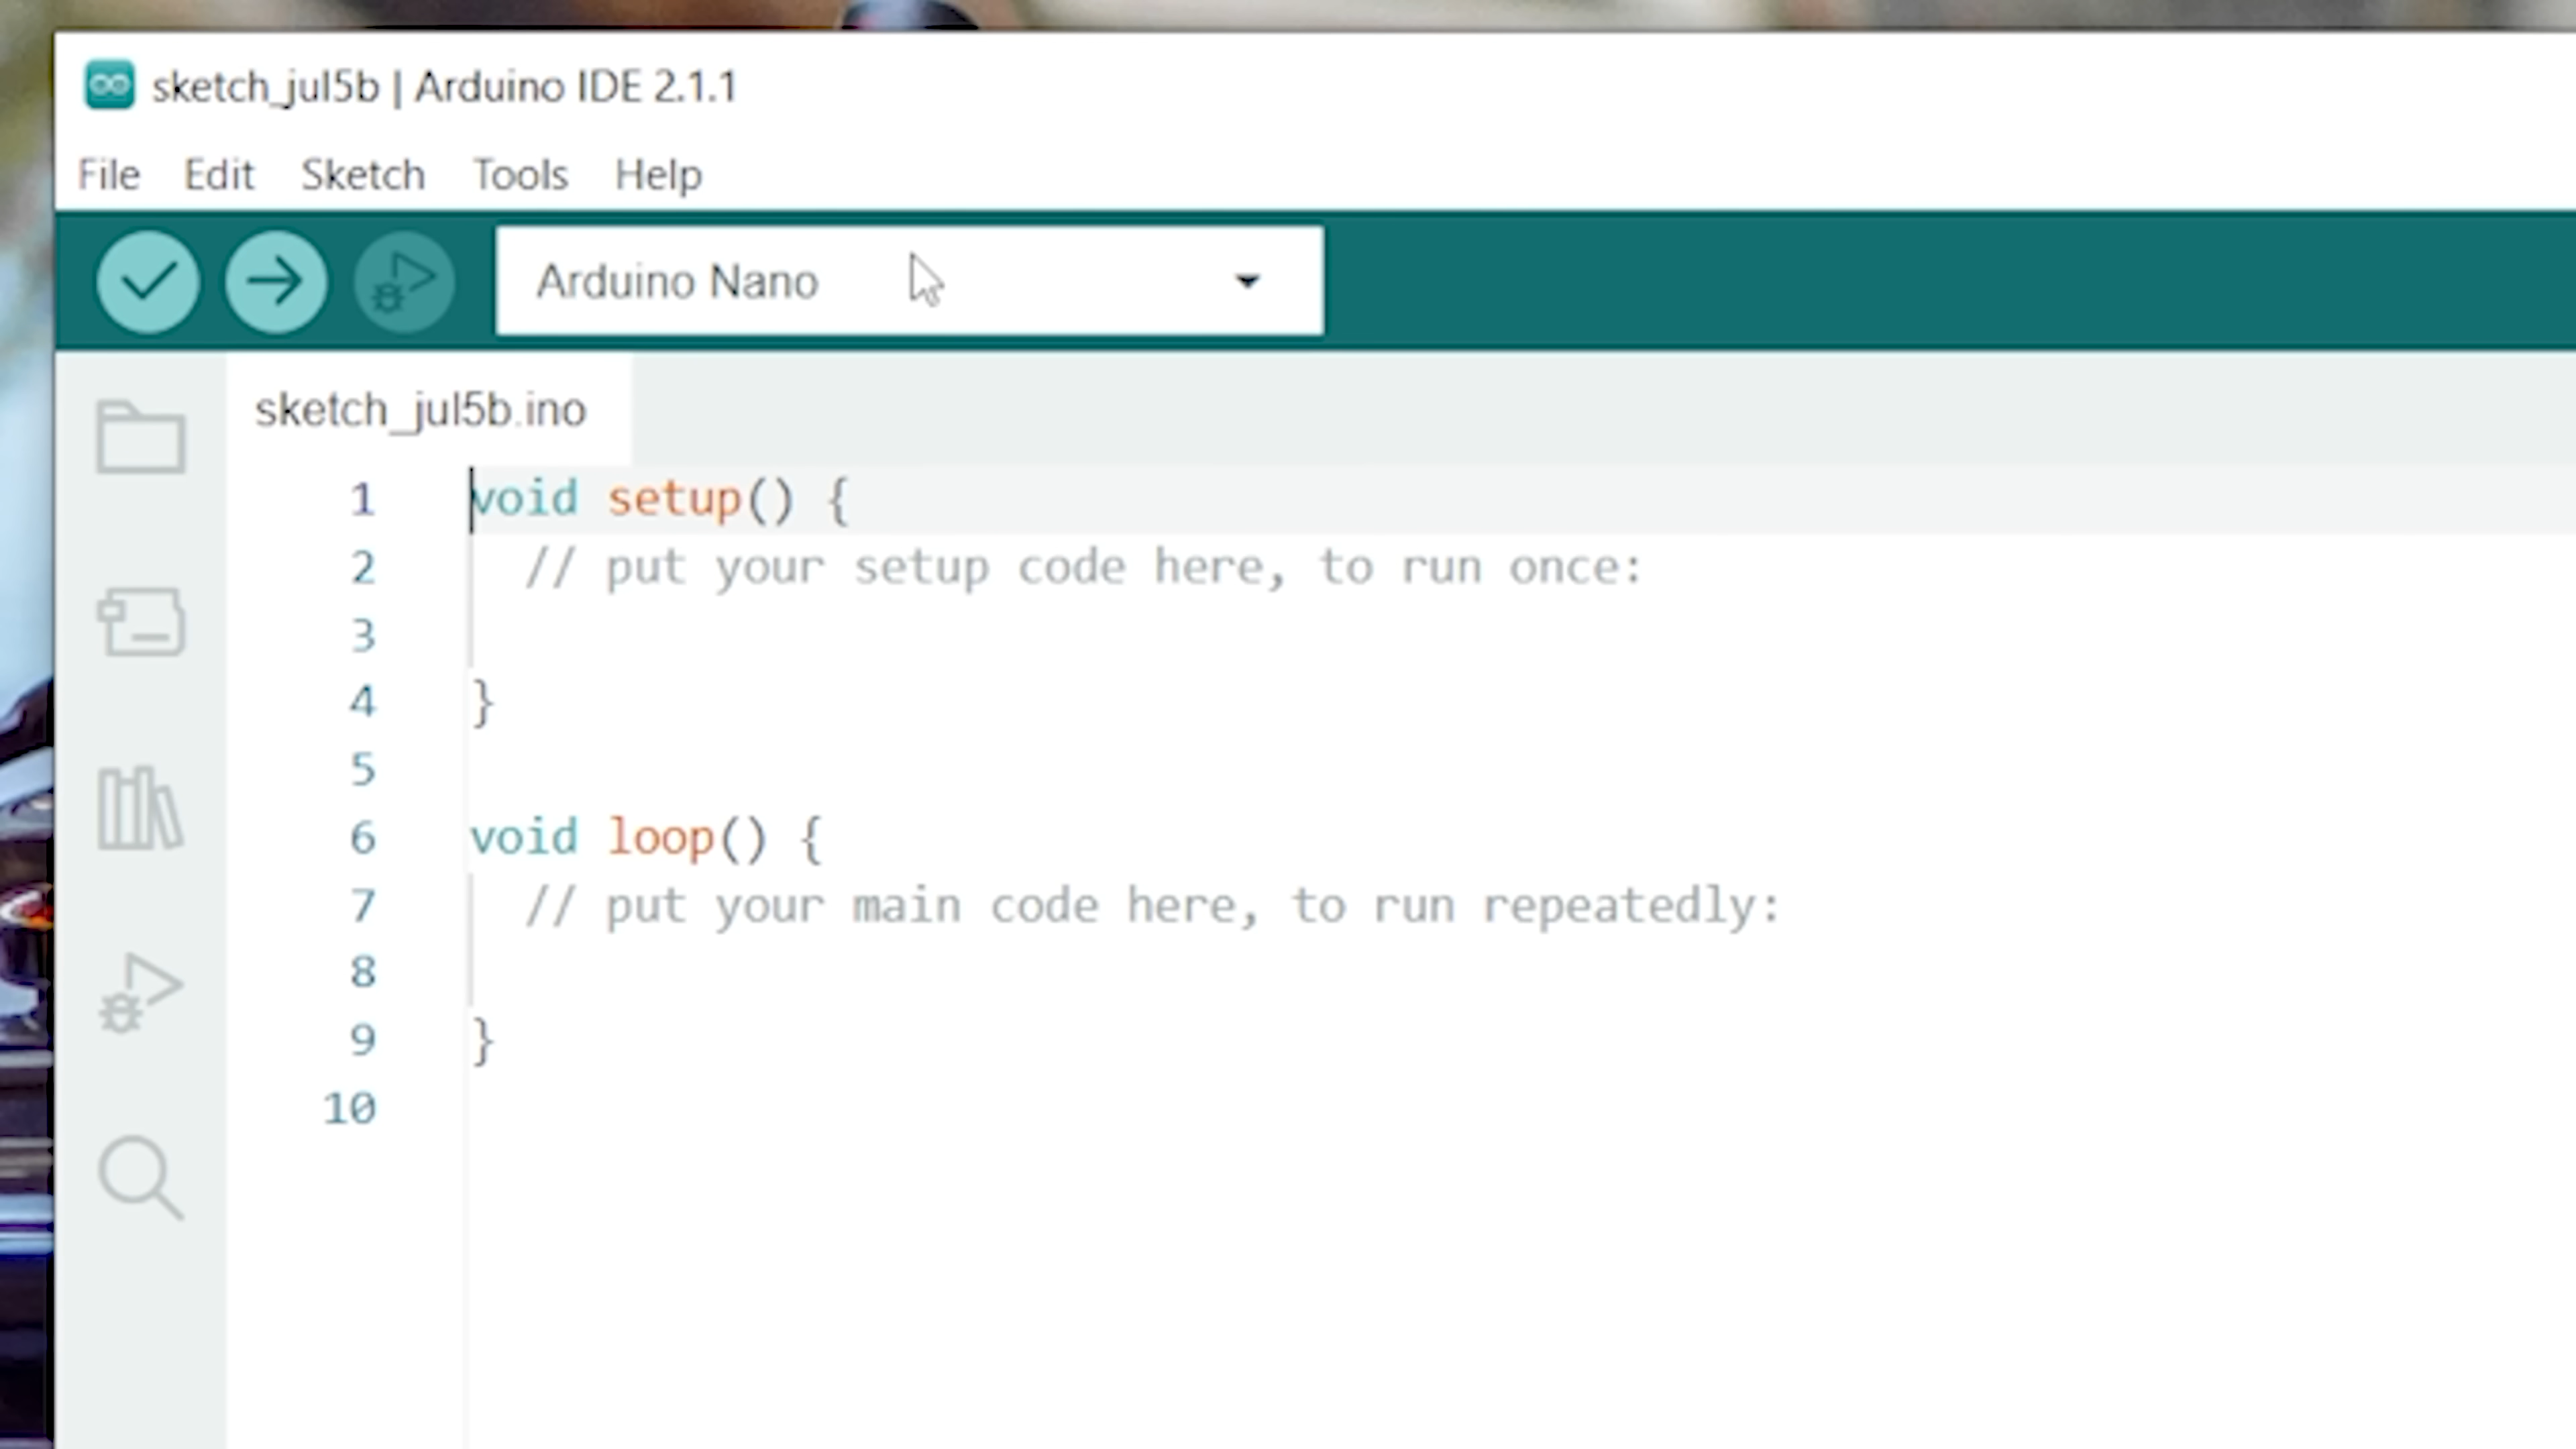 sketch_jul5b | Arduino IDE 2.1.1
File Edit Sketch Tools Help
Arduino Nano
sketch_jul5b.ino
1 void setup() {
2 // put your setup code here, to run once:
3
4 }
5
6 void loop() {
7 // put your main code here, to run repeatedly:
8
9 }
10